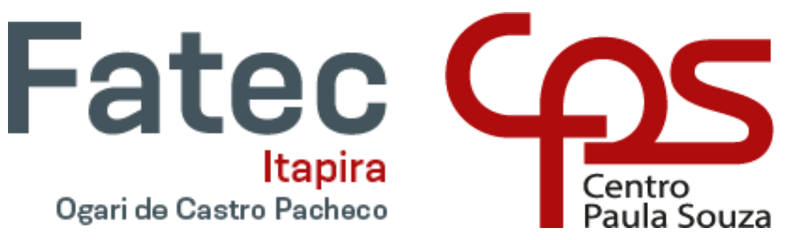 Fatec
Itapira
Ogari de Castro Pacheco
CPS
Centro
Paula Souza